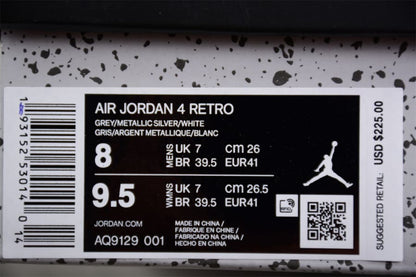 1 93152 53014 0 14
AIR JORDAN 4 RETRO
GREY/METALLIC SILVER/WHITE
GRIS/ARGENT METALLIQUE/BLANC
8 MENS UK 7 cm 26
BR 39.5 EUR41
9.5 WMNS UK 7 cm 26.5
BR 39.5 EUR41
JORDAN.COM
AQ9129 001
MADE IN CHINA /
FABRIQUE EN CHINE /
FABRICADO NA CHINA /
HECHO EN CHINA
SUGGESTED RETAIL:
USD $225.00